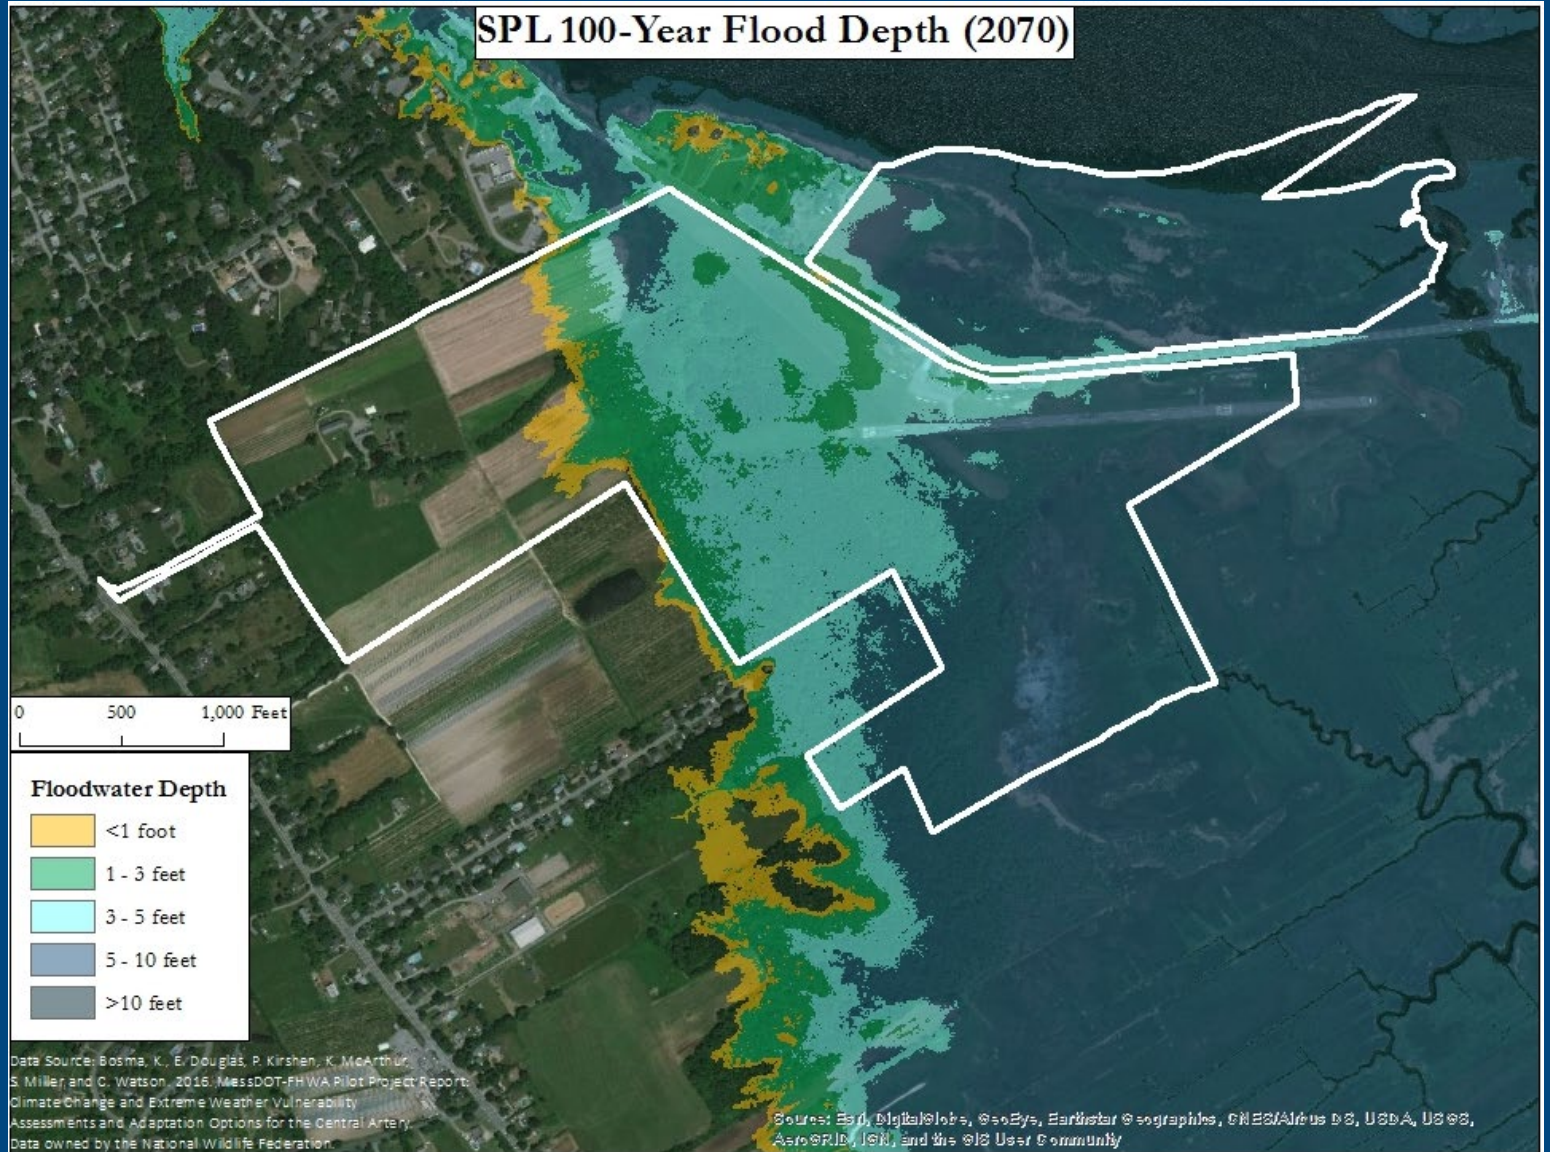 SPL 100-Year Flood Depth (2070)
0 500 1,000 Feet
Floodwater Depth
<1 foot
1 - 3 feet
3 - 5 feet
5 - 10 feet
>10 feet
Data Source: Bosma, K., E. Douglas, P. Kirshen, K. McArthur,
S. Miller, and C. Watson. 2016. MassDOT-FHWA Pilot Project Report:
Climate Change and Extreme Weather Vulnerability
Assessments and Adaptation Options for the Central Artery.
Data owned by the National Wildlife Federation.
Source: Esri, DigitalGlobe, GeoEye, Earthstar Geographics, CNES/Airbus DS, USDA, USGS,
AeroGRID, IGN, and the GIS User Community